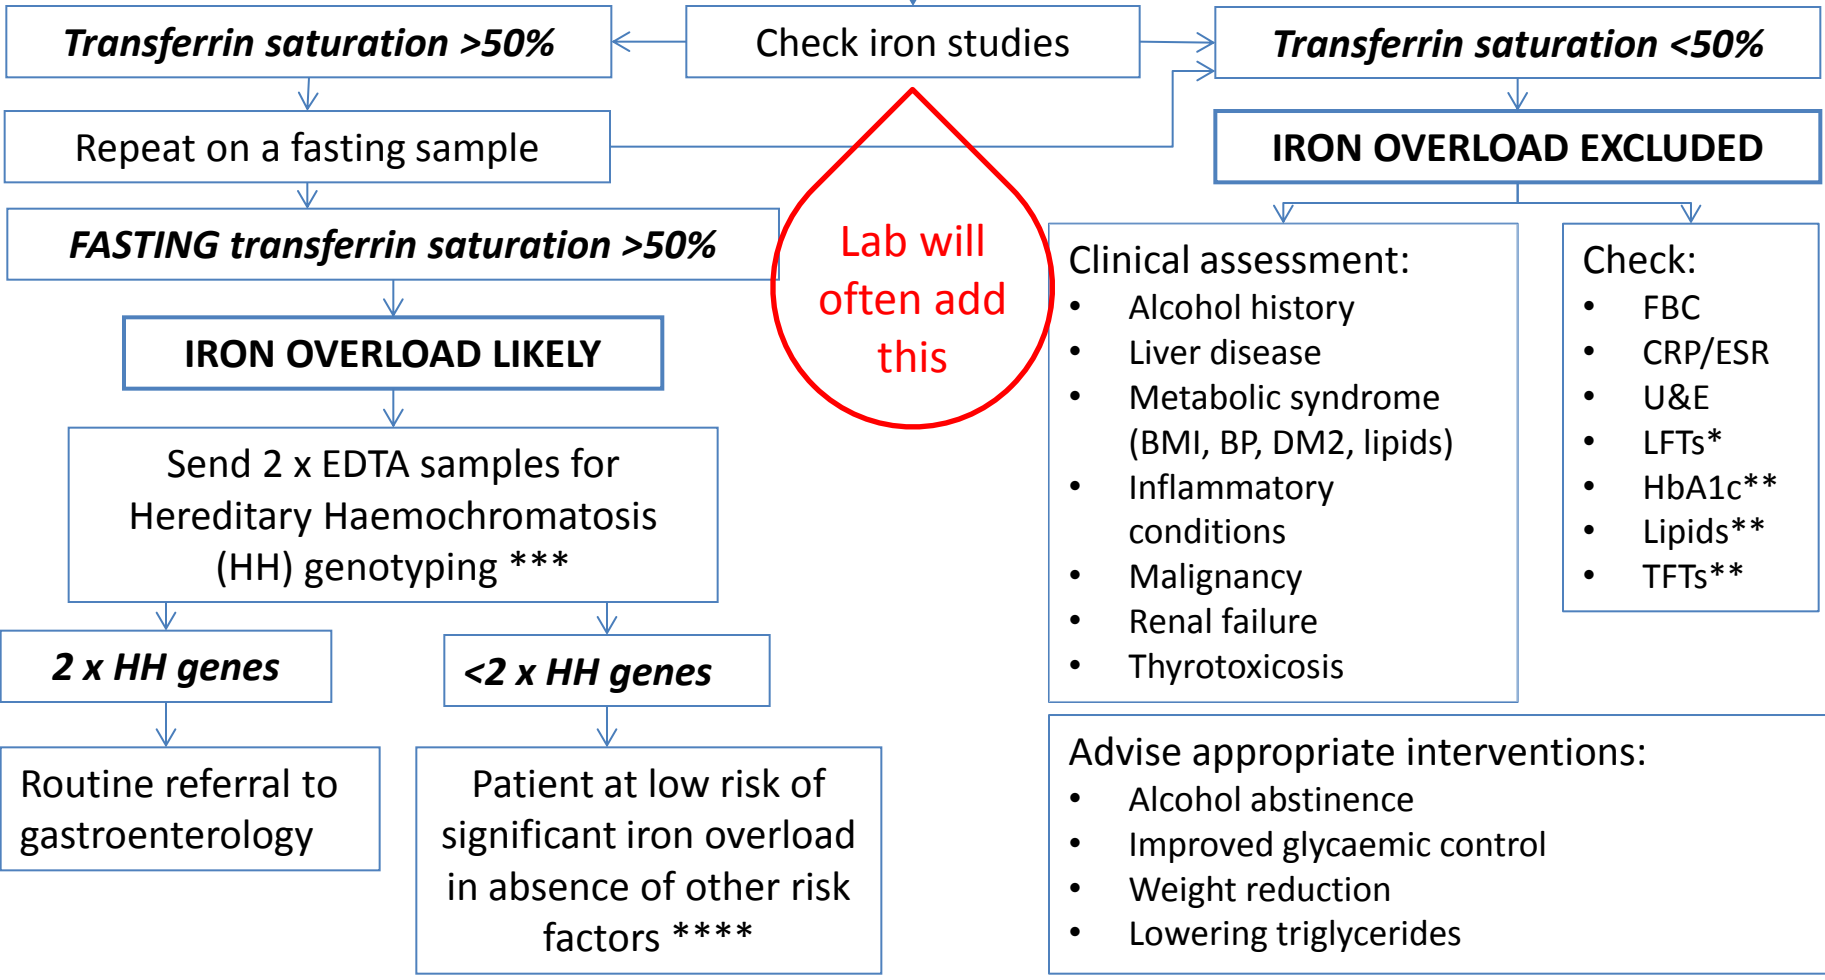 Transferrin saturation >50%
Check iron studies
Transferrin saturation <50%
Repeat on a fasting sample
IRON OVERLOAD EXCLUDED
FASTING transferrin saturation >50%
Lab will
often add
this
IRON OVERLOAD LIKELY
Send 2 x EDTA samples for
Hereditary Haemochromatosis
(HH) genotyping ***
2 x HH genes
<2 x HH genes
Routine referral to
gastroenterology
Patient at low risk of
significant iron overload
in absence of other risk
factors ****
Clinical assessment:
• Alcohol history
• Liver disease
• Metabolic syndrome
(BMI, BP, DM2, lipids)
• Inflammatory
conditions
• Malignancy
• Renal failure
• Thyrotoxicosis
Check:
• FBC
• CRP/ESR
• U&E
• LFTs*
• HbA1c**
• Lipids**
• TFTs**
Advise appropriate interventions:
• Alcohol abstinence
• Improved glycaemic control
• Weight reduction
• Lowering triglycerides